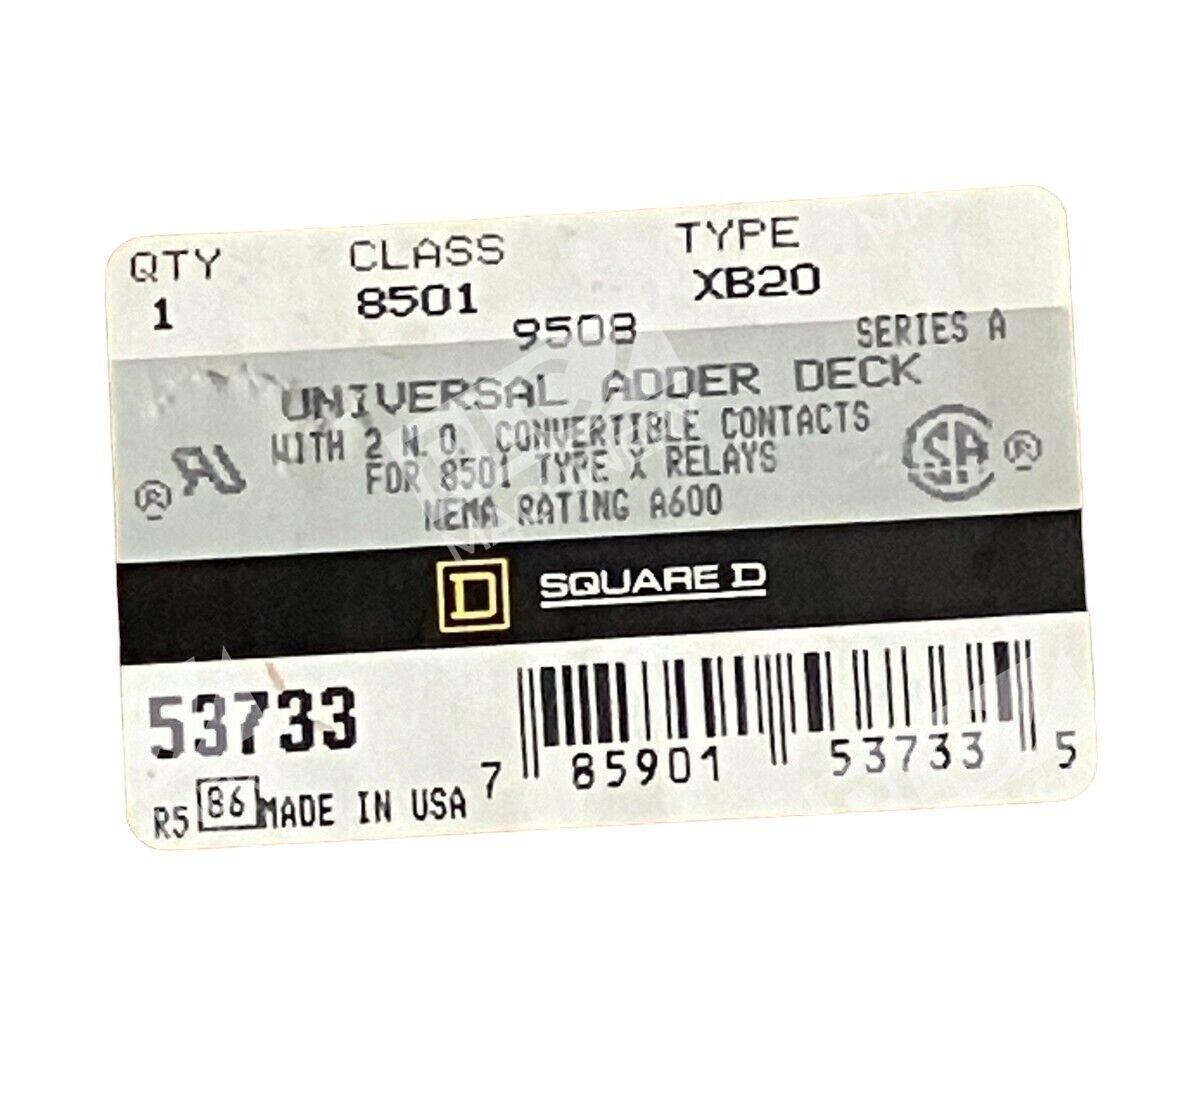 QTY CLASS TYPE
1 8501 XB20
9508 SERIES A
UNIVERSAL ADDER DECK
WITH 2 N.O. CONVERTIBLE CONTACTS
FOR 8501 TYPE X RELAYS
NEMA RATING A600
D SQUARE D
53733
7 85901 53733 5
R5 86 MADE IN USA